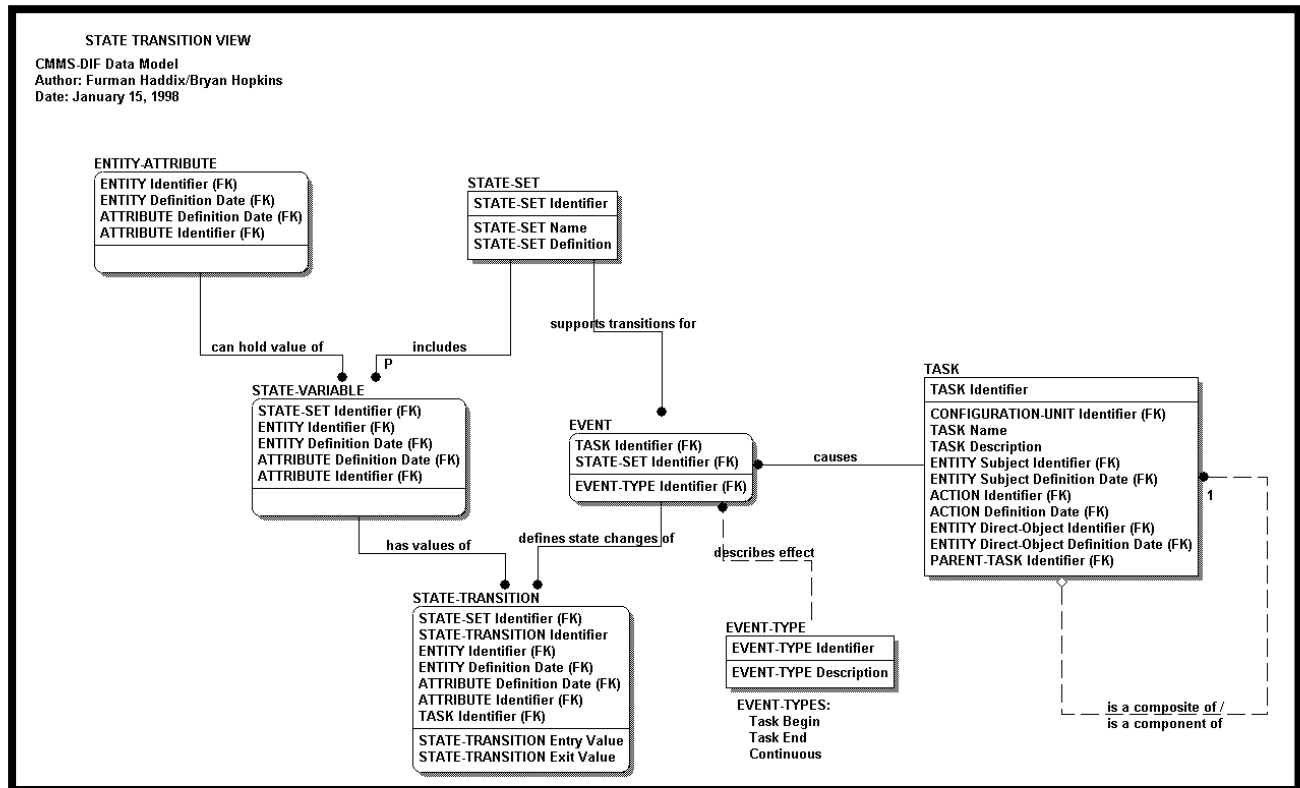 STATE TRANSITION VIEW
CMMS-DIF Data Model
Author: Furman Haddix/Bryan Hopkins
Date: January 15, 1998
ENTITY-ATTRIBUTE
ENTITY Identifier (FK)
ENTITY Definition Date (FK)
ATTRIBUTE Definition Date (FK)
ATTRIBUTE Identifier (FK)
STATE-SET
STATE-SET Identifier
STATE-SET Name
STATE-SET Definition
supports transitions for
can hold value of
includes
P
STATE-VARIABLE
STATE-SET Identifier (FK)
ENTITY Identifier (FK)
ENTITY Definition Date (FK)
ATTRIBUTE Definition Date (FK)
ATTRIBUTE Identifier (FK)
EVENT
TASK Identifier (FK)
STATE-SET Identifier (FK)
EVENT-TYPE Identifier (FK)
causes
TASK
TASK Identifier
CONFIGURATION-UNIT Identifier (FK)
TASK Name
TASK Description
ENTITY Subject Identifier (FK)
ENTITY Subject Definition Date (FK)
ACTION Identifier (FK)
ACTION Definition Date (FK)
ENTITY Direct-Object Identifier (FK)
ENTITY Direct-Object Definition Date (FK)
PARENT-TASK Identifier (FK)
1
has values of
defines state changes of
describes effect
STATE-TRANSITION
STATE-SET Identifier (FK)
STATE-TRANSITION Identifier
ENTITY Identifier (FK)
ENTITY Definition Date (FK)
ATTRIBUTE Definition Date (FK)
ATTRIBUTE Identifier (FK)
TASK Identifier (FK)
STATE-TRANSITION Entry Value
STATE-TRANSITION Exit Value
EVENT-TYPE
EVENT-TYPE Identifier
EVENT-TYPE Description
EVENT-TYPES:
Task Begin
Task End
Continuous
is a composite of /
is a component of